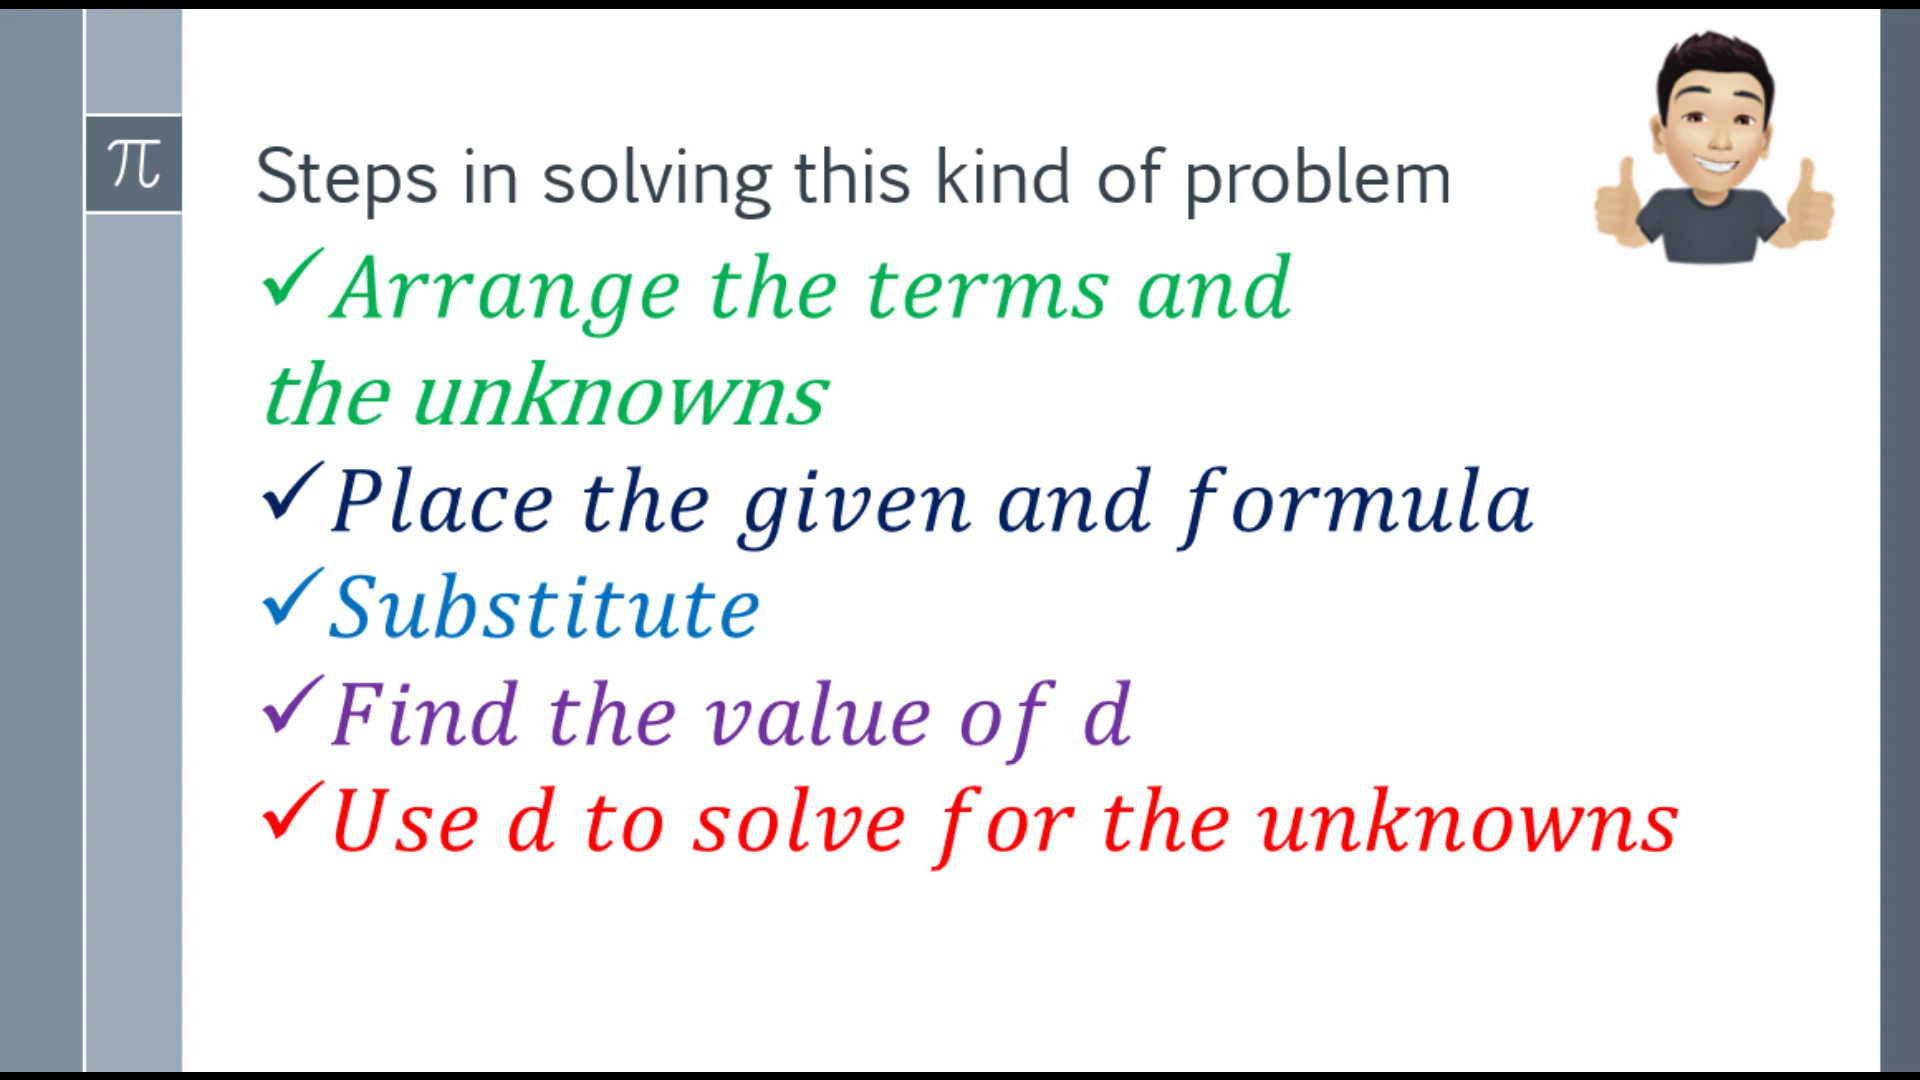 π
Steps in solving this kind of problem
✓Arrange the terms and
the unknowns
✓Place the given and formula
✓Substitute
✓Find the value of d
✓Use d to solve for the unknowns